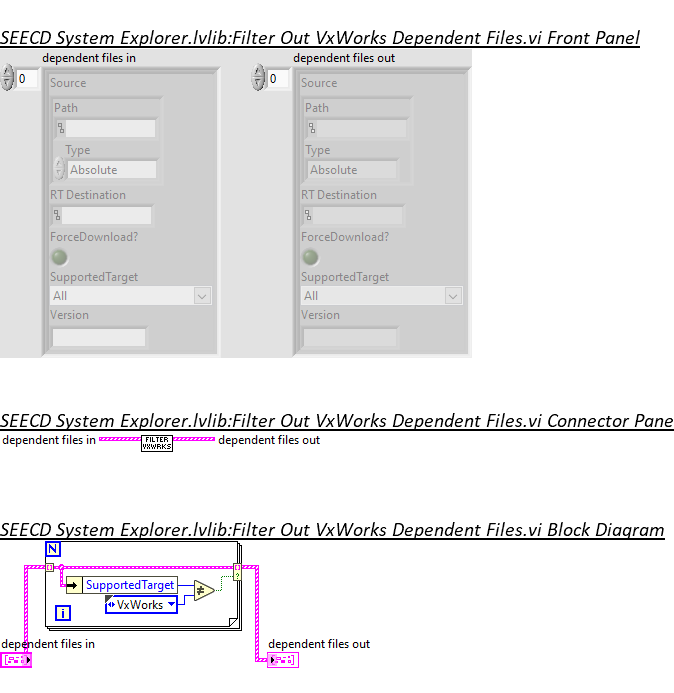 SEECD System Explorer.lvlib:Filter Out VxWorks Dependent Files.vi Front Panel
dependent files in
dependent files out
0
Source
Path
Type
Absolute
RT Destination
ForceDownload?
SupportedTarget
All
Version
0
Source
Path
Type
Absolute
RT Destination
ForceDownload?
SupportedTarget
All
Version
SEECD System Explorer.lvlib:Filter Out VxWorks Dependent Files.vi Connector Pane
dependent files in
FILTER
VXWRKS
dependent files out
SEECD System Explorer.lvlib:Filter Out VxWorks Dependent Files.vi Block Diagram
N
SupportedTarget
≠
?
VxWorks
i
dependent files in
dependent files out